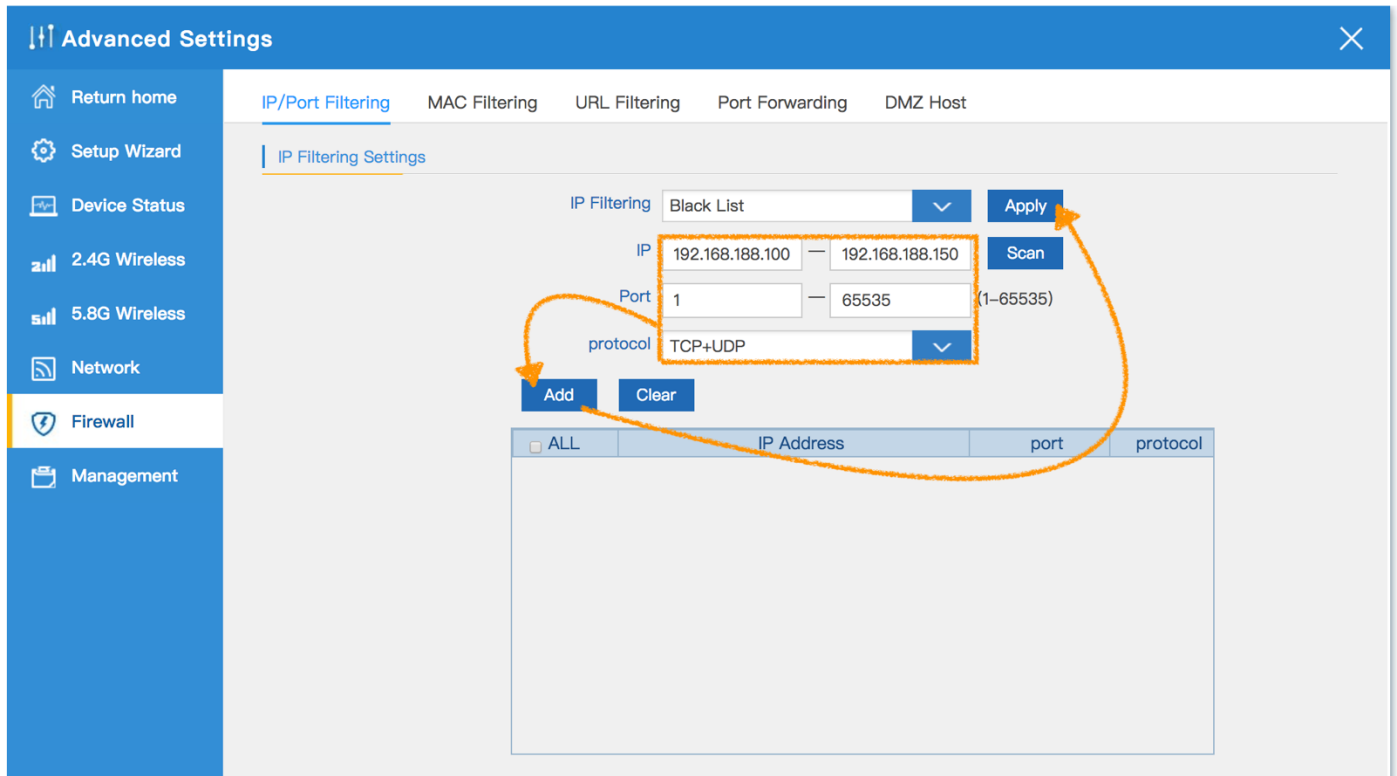 Advanced Settings
Return home
Setup Wizard
Device Status
2.4G Wireless
5.8G Wireless
Network
Firewall
Management
IP/Port Filtering MAC Filtering URL Filtering Port Forwarding DMZ Host
IP Filtering Settings
IP Filtering Black List Apply
IP 192.168.188.100 — 192.168.188.150 Scan
Port 1 — 65535 (1-65535)
protocol TCP+UDP
Add Clear
ALL IP Address port protocol